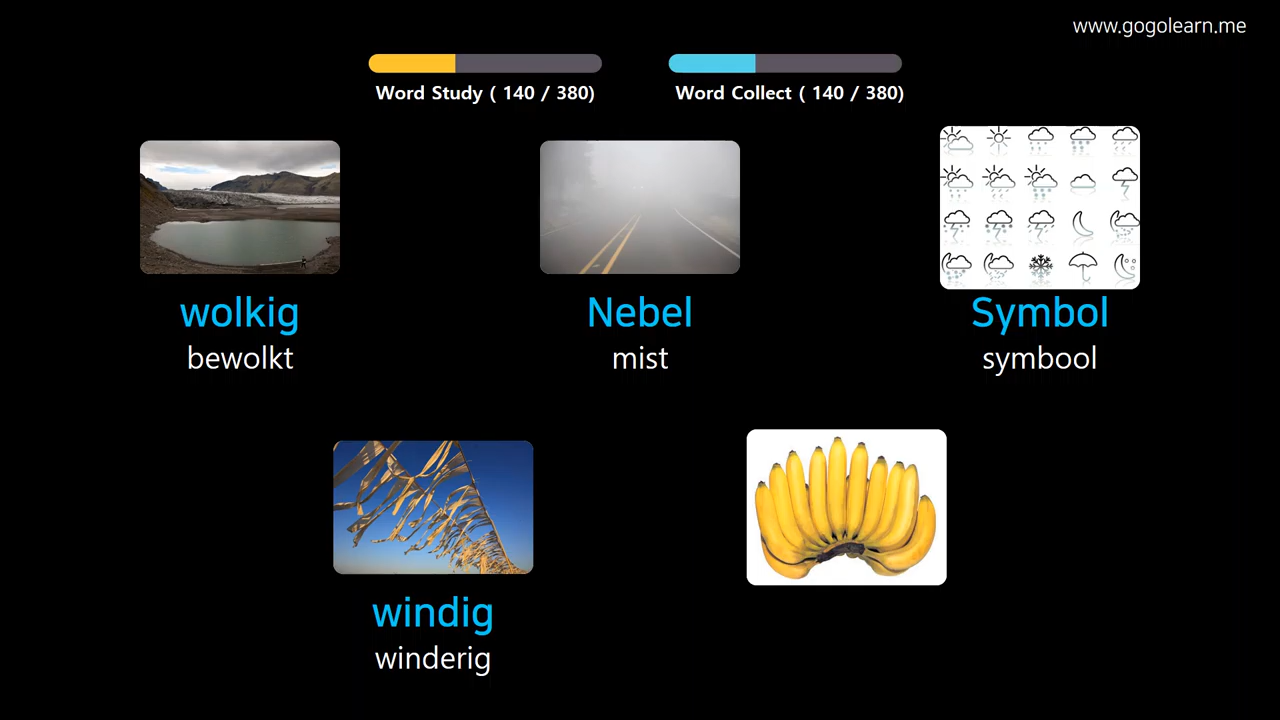 www.gogolearn.me
Word Study ( 140 / 380)
Word Collect ( 140 / 380)
wolkig
bewolkt
Nebel
mist
Symbol
symbool
windig
winderig